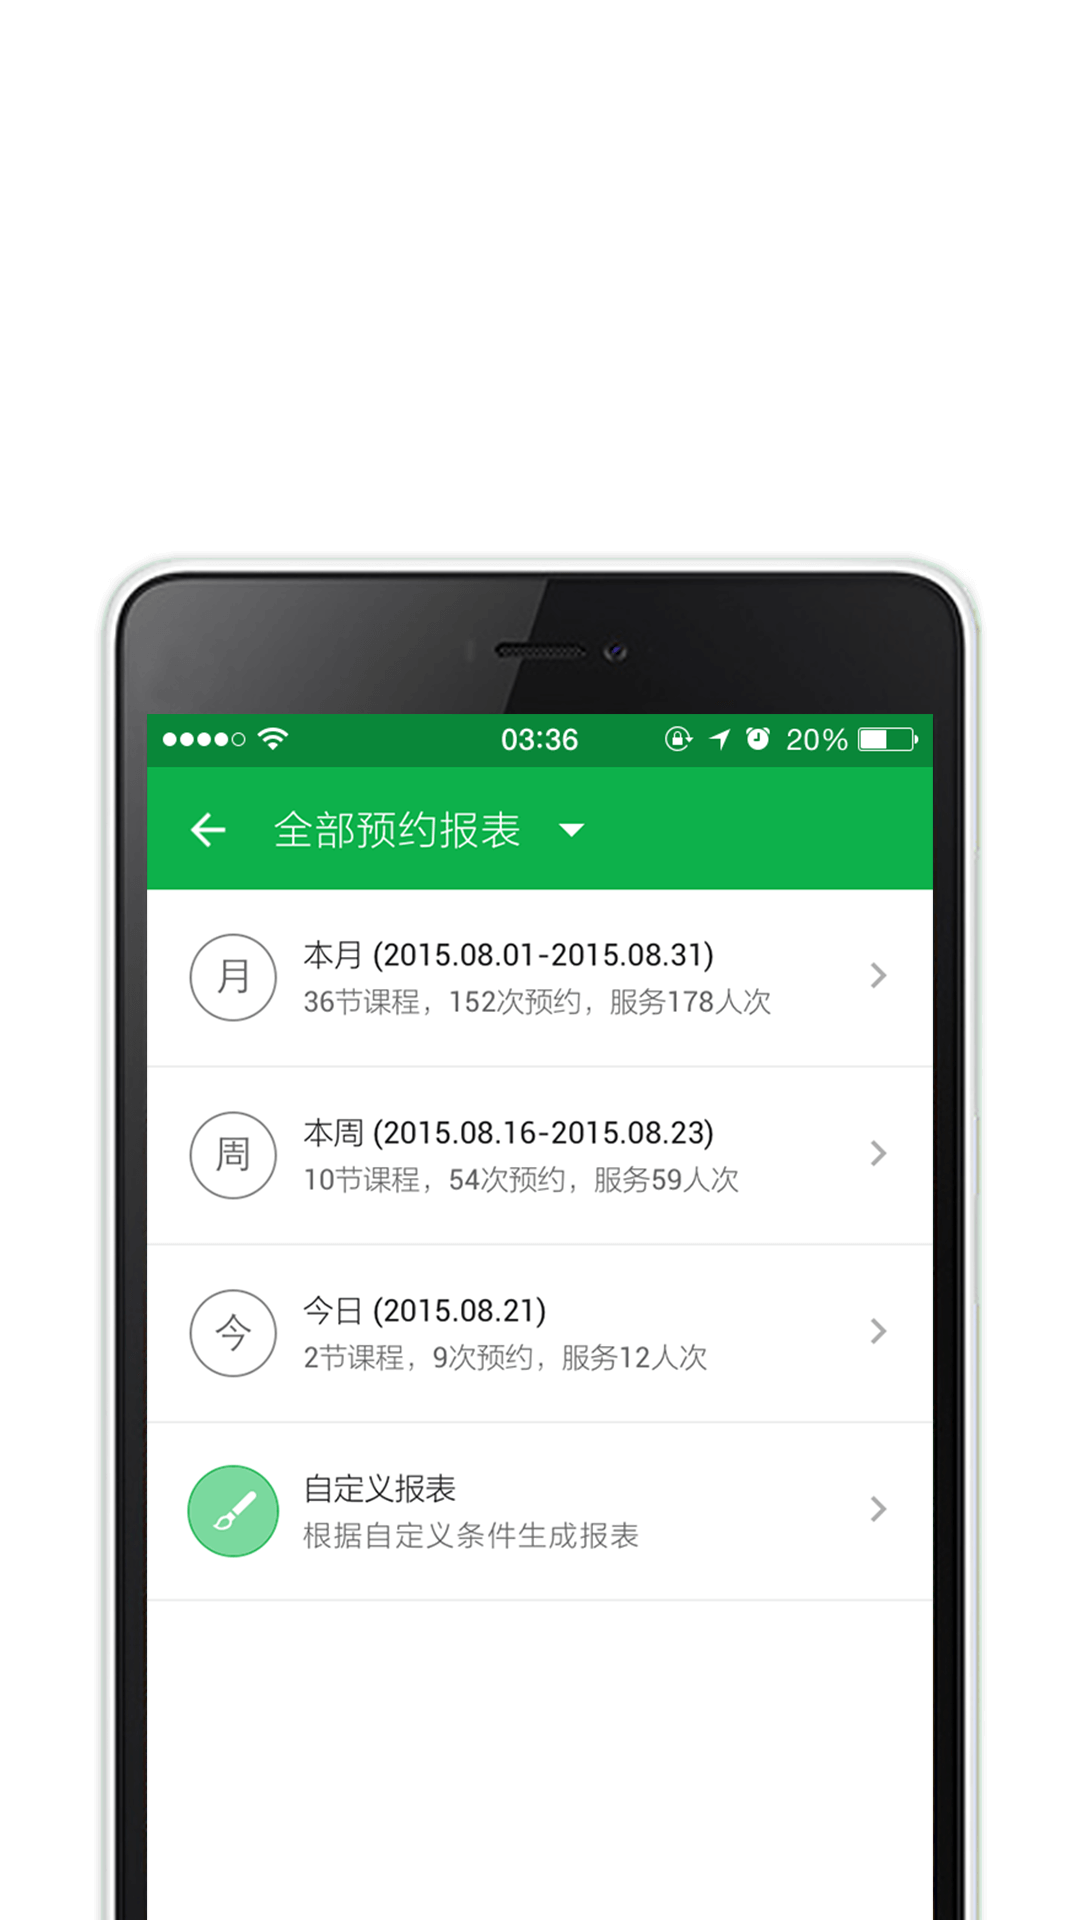 03:36 20%
全部预约报表
月
本月 (2015.08.01-2015.08.31)
36节课程，152次预约，服务178人次
周
本周 (2015.08.16-2015.08.23)
10节课程，54次预约，服务59人次
今
今日 (2015.08.21)
2节课程，9次预约，服务12人次
自定义报表
根据自定义条件生成报表